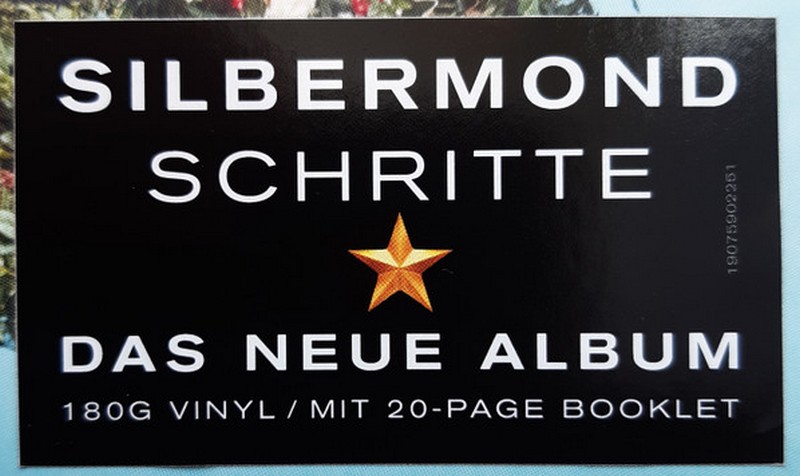 SILBERMOND
SCHRITTE
19075902251
DAS NEUE ALBUM
180G VINYL / MIT 20-PAGE BOOKLET